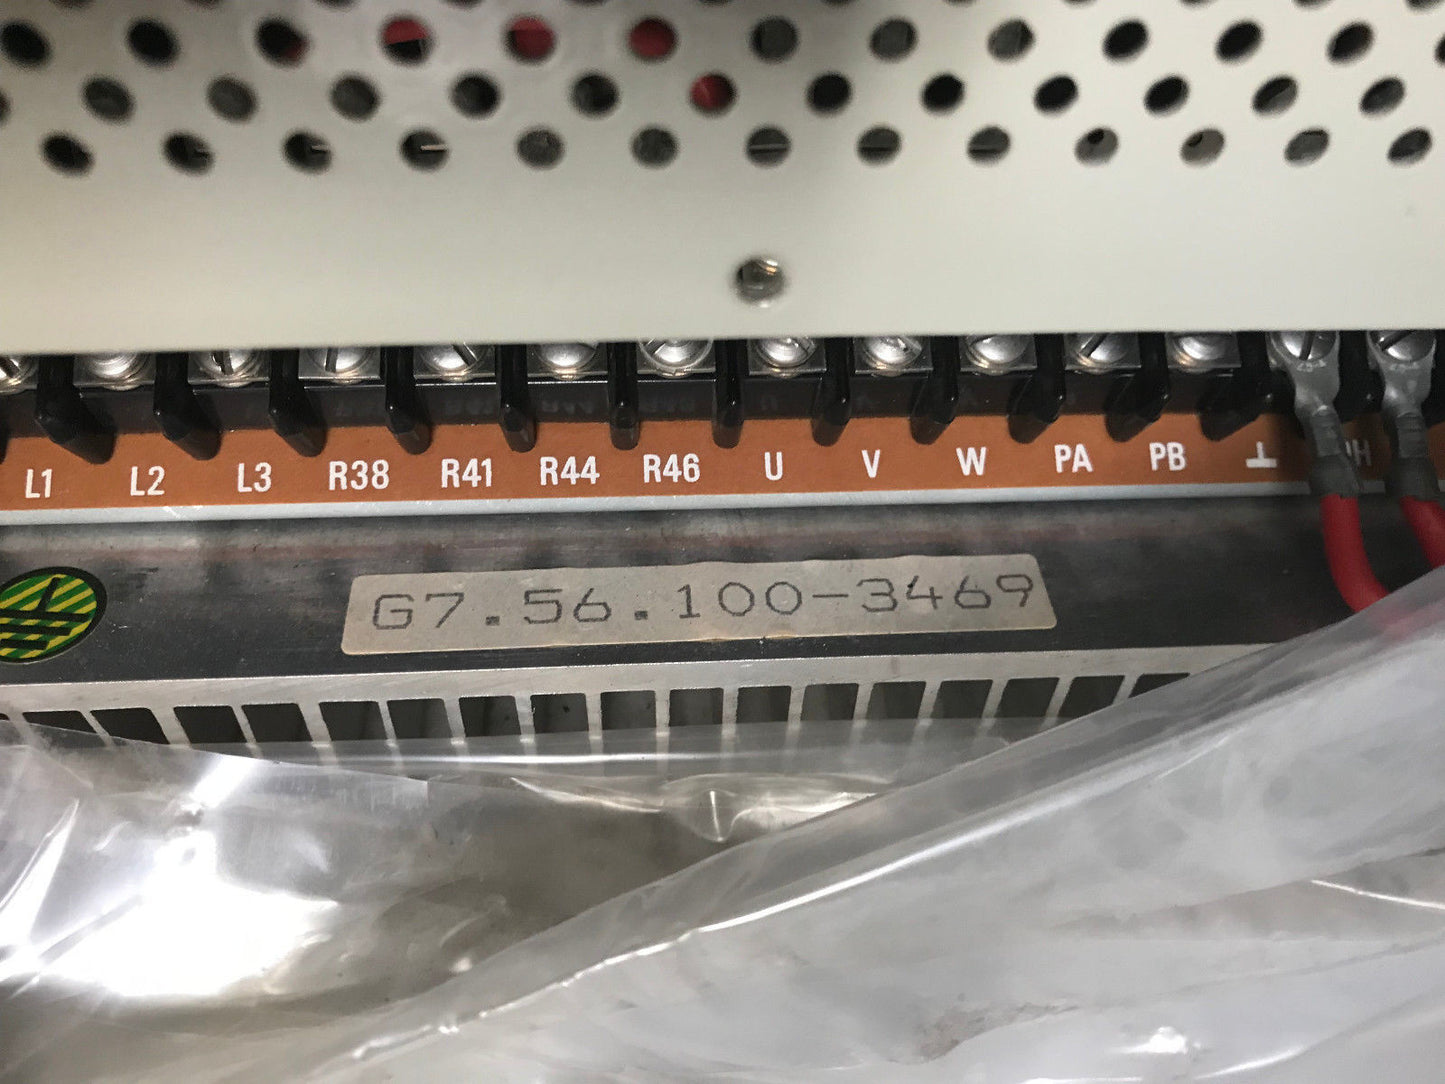 L1 L2 L3 R38 R41 R44 R46 U V W PA PB
G7.56.100-3469